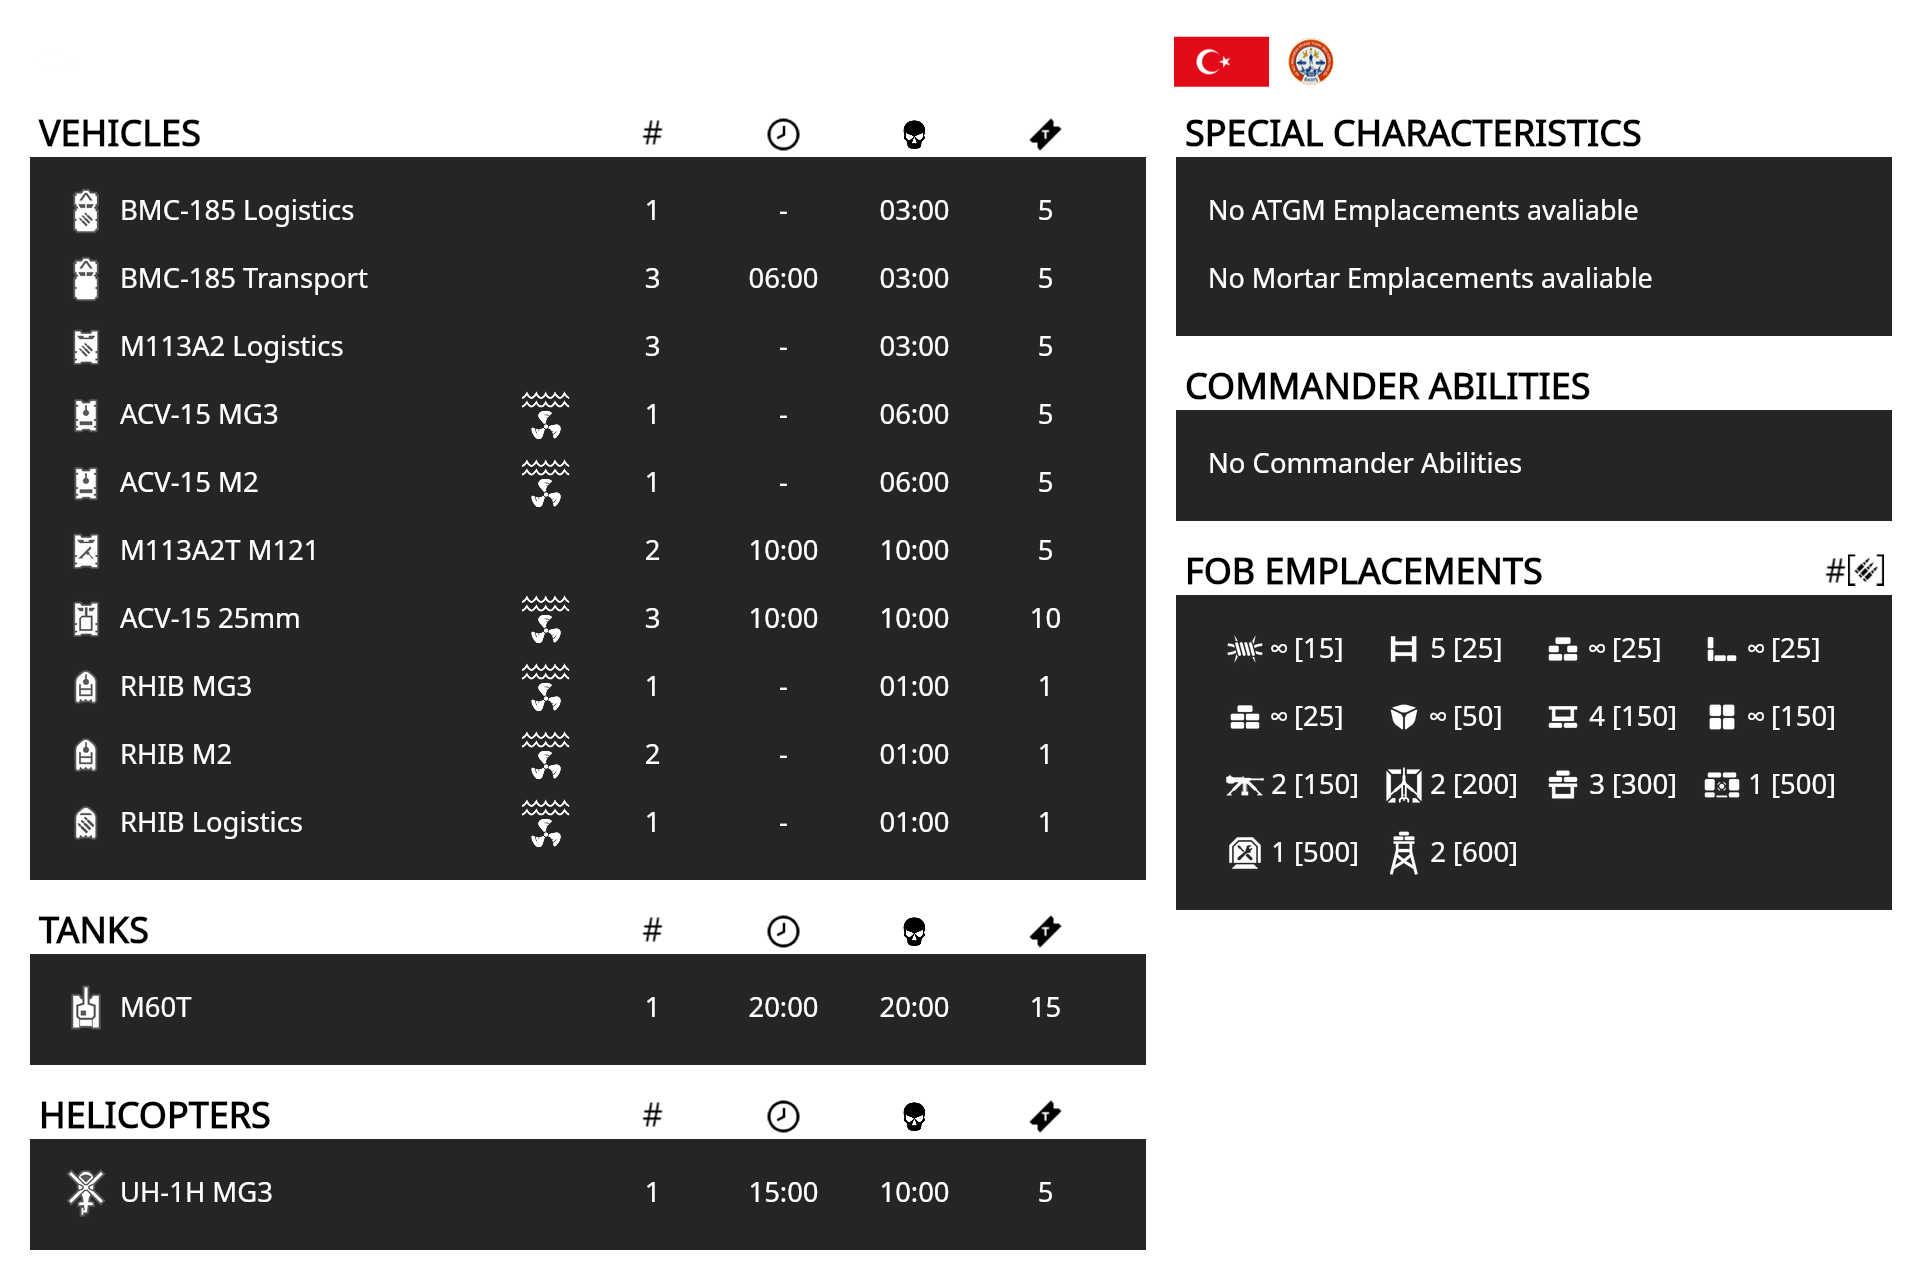 VEHICLES #
BMC-185 Logistics 1 - 03:00 5
BMC-185 Transport 3 06:00 03:00 5
M113A2 Logistics 3 - 03:00 5
ACV-15 MG3 1 - 06:00 5
ACV-15 M2 1 - 06:00 5
M113A2T M121 2 10:00 10:00 5
ACV-15 25mm 3 10:00 10:00 10
RHIB MG3 1 - 01:00 1
RHIB M2 2 - 01:00 1
RHIB Logistics 1 - 01:00 1
TANKS #
M60T 1 20:00 20:00 15
HELICOPTERS #
UH-1H MG3 1 15:00 10:00 5
SPECIAL CHARACTERISTICS
No ATGM Emplacements avaliable
No Mortar Emplacements avaliable
COMMANDER ABILITIES
No Commander Abilities
FOB EMPLACEMENTS #[]
∞ [15] 5 [25] ∞ [25] ∞ [25]
∞ [25] ∞ [50] 4 [150] ∞ [150]
2 [150] 2 [200] 3 [300] 1 [500]
1 [500] 2 [600]